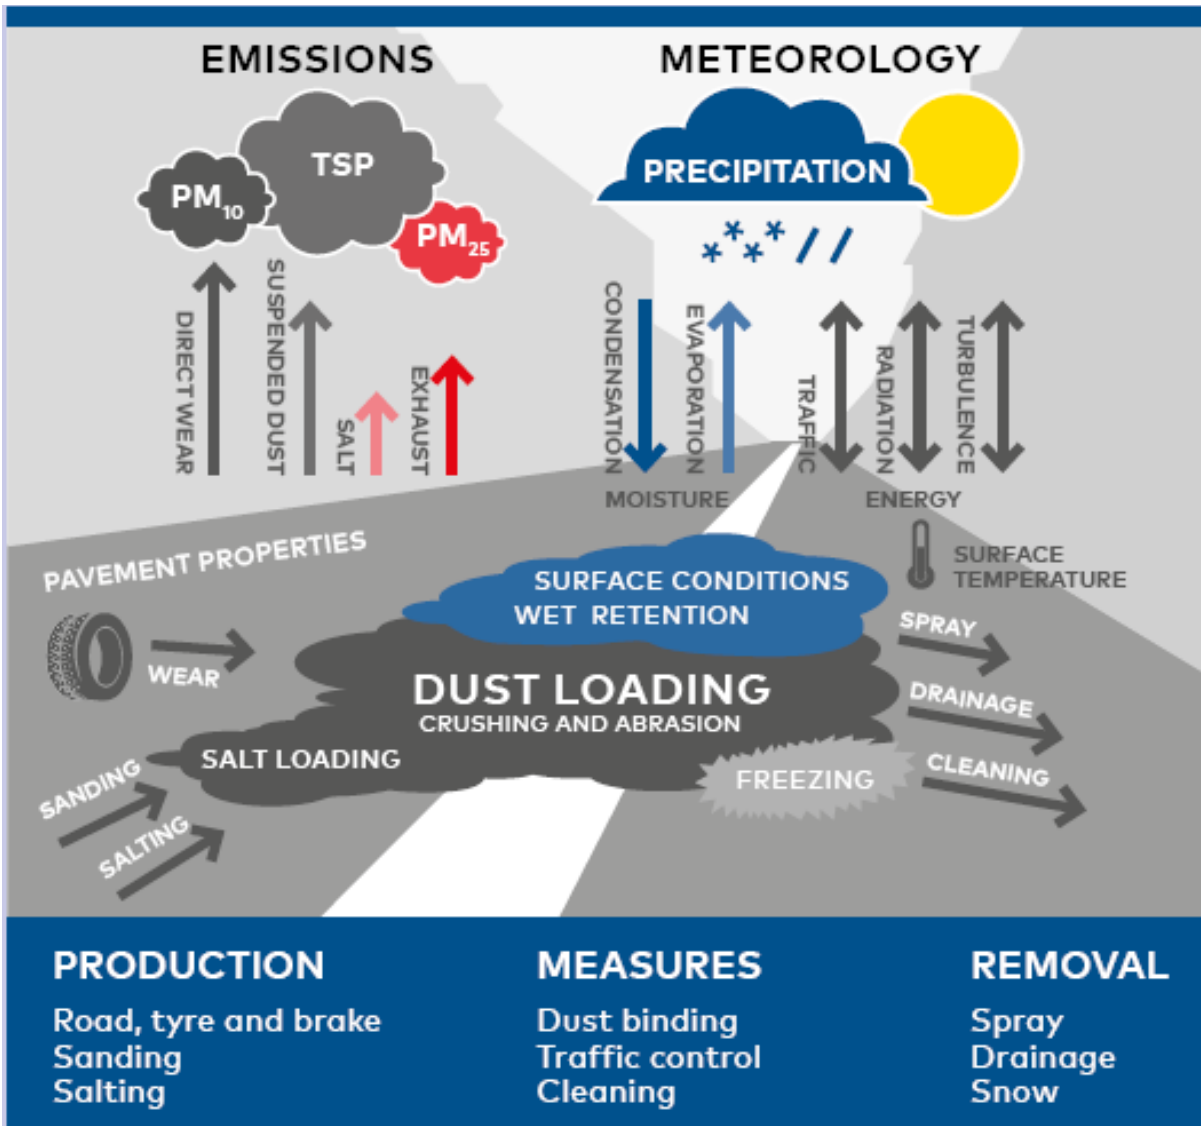 EMISSIONS
METEOROLOGY
PM10
TSP
PM25
PRECIPITATION
DIRECT WEAR
SUSPENDED DUST
SALT
EXHAUST
CONDENSATION
EVAPORATION
TRAFFIC
RADIATION
TURBULENCE
MOISTURE
ENERGY
SURFACE
TEMPERATURE
PAVEMENT PROPERTIES
SURFACE CONDITIONS
WET RETENTION
WEAR
SPRAY
DUST LOADING
CRUSHING AND ABRASION
DRAINAGE
SALT LOADING
FREEZING
CLEANING
SANDING
SALTING
PRODUCTION
Road, tyre and brake
Sanding
Salting
MEASURES
Dust binding
Traffic control
Cleaning
REMOVAL
Spray
Drainage
Snow